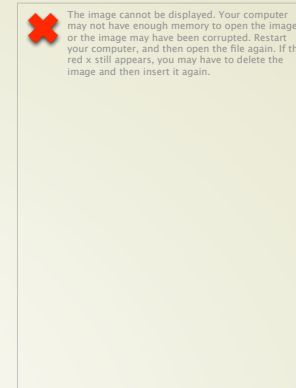 The image cannot be displayed. Your computer
may not have enough memory to open the image
or the image may have been corrupted. Restart
your computer, and then open the file again. If th
red x still appears, you may have to delete the
image and then insert it again.